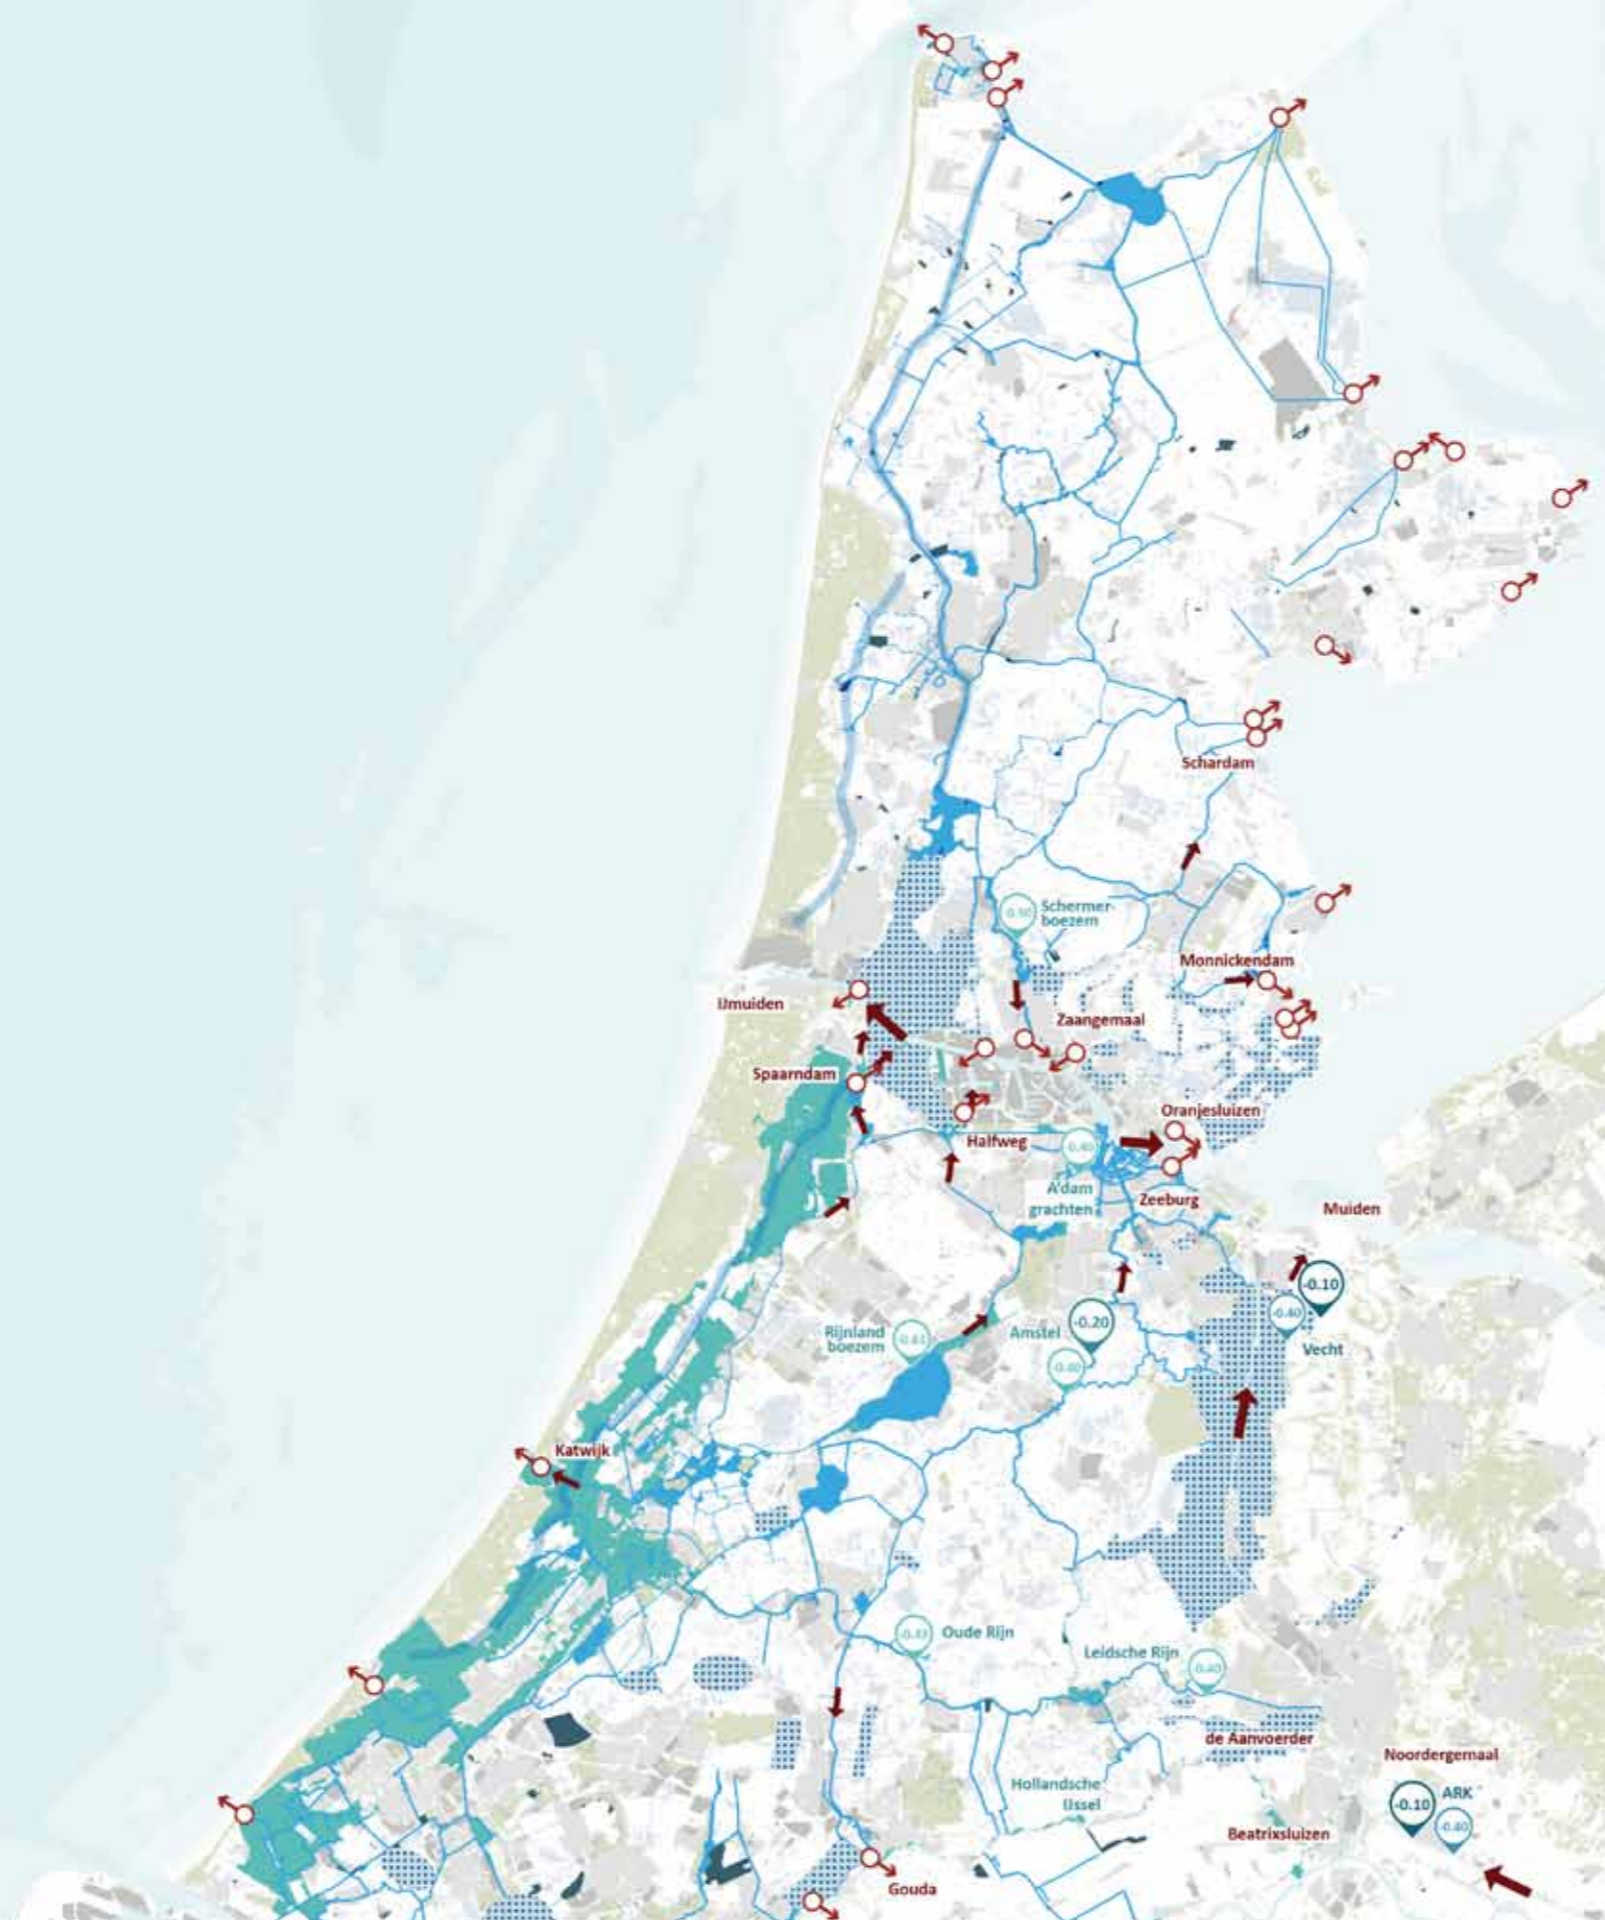 Schardam
-0.50
Schermer-
boezem
Monnickendam
IJmuiden
Zaangemaal
Spaarndam
Oranjesluizen
Halfweg
-0.40
A'dam
grachten
Zeeburg
Muiden
-0.10
-0.40
Vecht
Rijnland
boezem
Amstel
-0.20
-0.40
Katwijk
Oude Rijn
Leidsche Rijn
-0.40
de Aanvoerder
Noordergemaal
Hollandsche
IJssel
-0.10
ARK
-0.40
Beatrixsluizen
Gouda